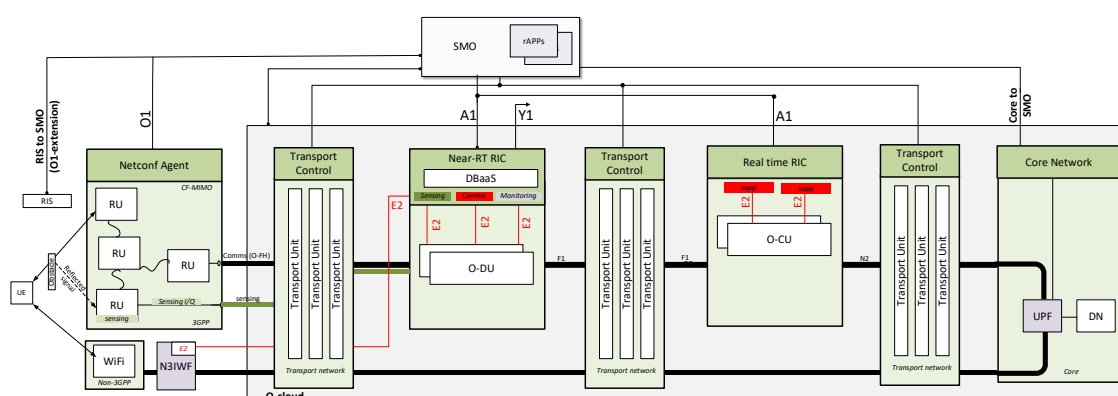 SMO
rAPPs
RIS to SMO
(O1-extension)
O1
A1
Y1
A1
Core to
SMO
Netconf Agent
CF-MIMO
RIS
RU
RU
RU
RU
sensing
Sensing I/Q
3GPP
UE
Obstacle
Reflected
signal
Comms (O-FH)
sensing
WiFi
Non-3GPP
N3IWF
E2
Transport
Control
Transport Unit
Transport Unit
Transport Unit
Transport network
Near-RT RIC
DBaaS
Sensing
Comms
Monitoring
E2
E2
E2
E2
O-DU
F1
Transport
Control
Transport Unit
Transport Unit
Transport Unit
Transport network
F1
Real time RIC
xapp
xapp
E2
E2
O-CU
N2
Transport
Control
Transport Unit
Transport Unit
Transport Unit
Transport network
Core Network
UPF
DN
Core
O-cloud